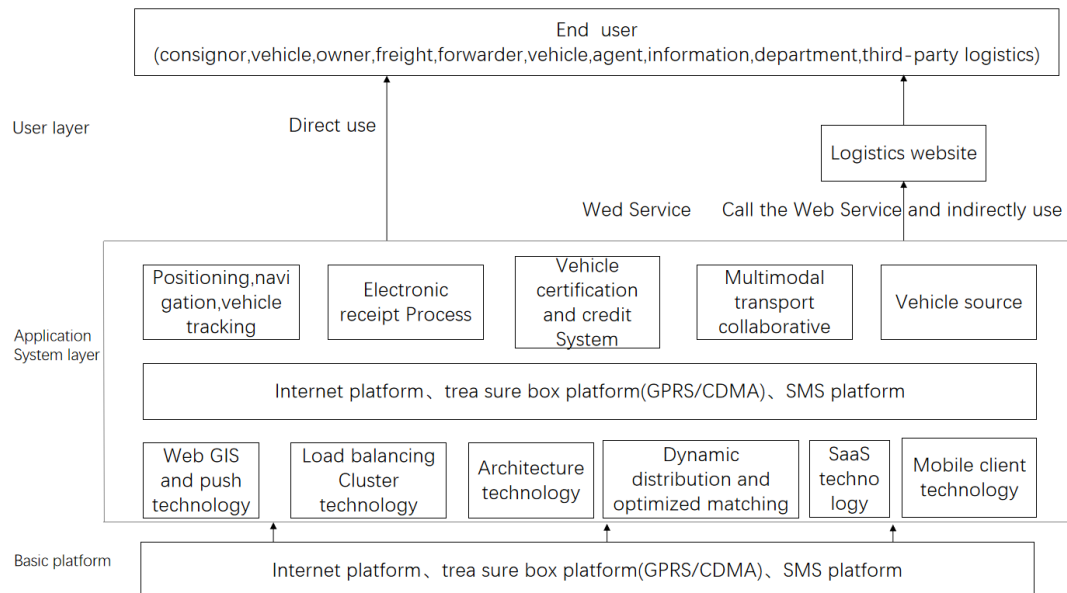 End user
(consignor,vehicle,owner,freight,forwarder,vehicle,agent,information,department,third-party logistics)
User layer
Direct use
Logistics website
Wed Service
Call the Web Service and indirectly use
Application
System layer
Positioning,navi
gation,vehicle
tracking
Electronic
receipt Process
Vehicle
certification
and credit
System
Multimodal
transport
collaborative
Vehicle source
Internet platform、trea sure box platform(GPRS/CDMA)、SMS platform
Web GIS
and push
technology
Load balancing
Cluster
technology
Architecture
technology
Dynamic
distribution and
optimized matching
SaaS
techno
logy
Mobile client
technology
Basic platform
Internet platform、trea sure box platform(GPRS/CDMA)、SMS platform